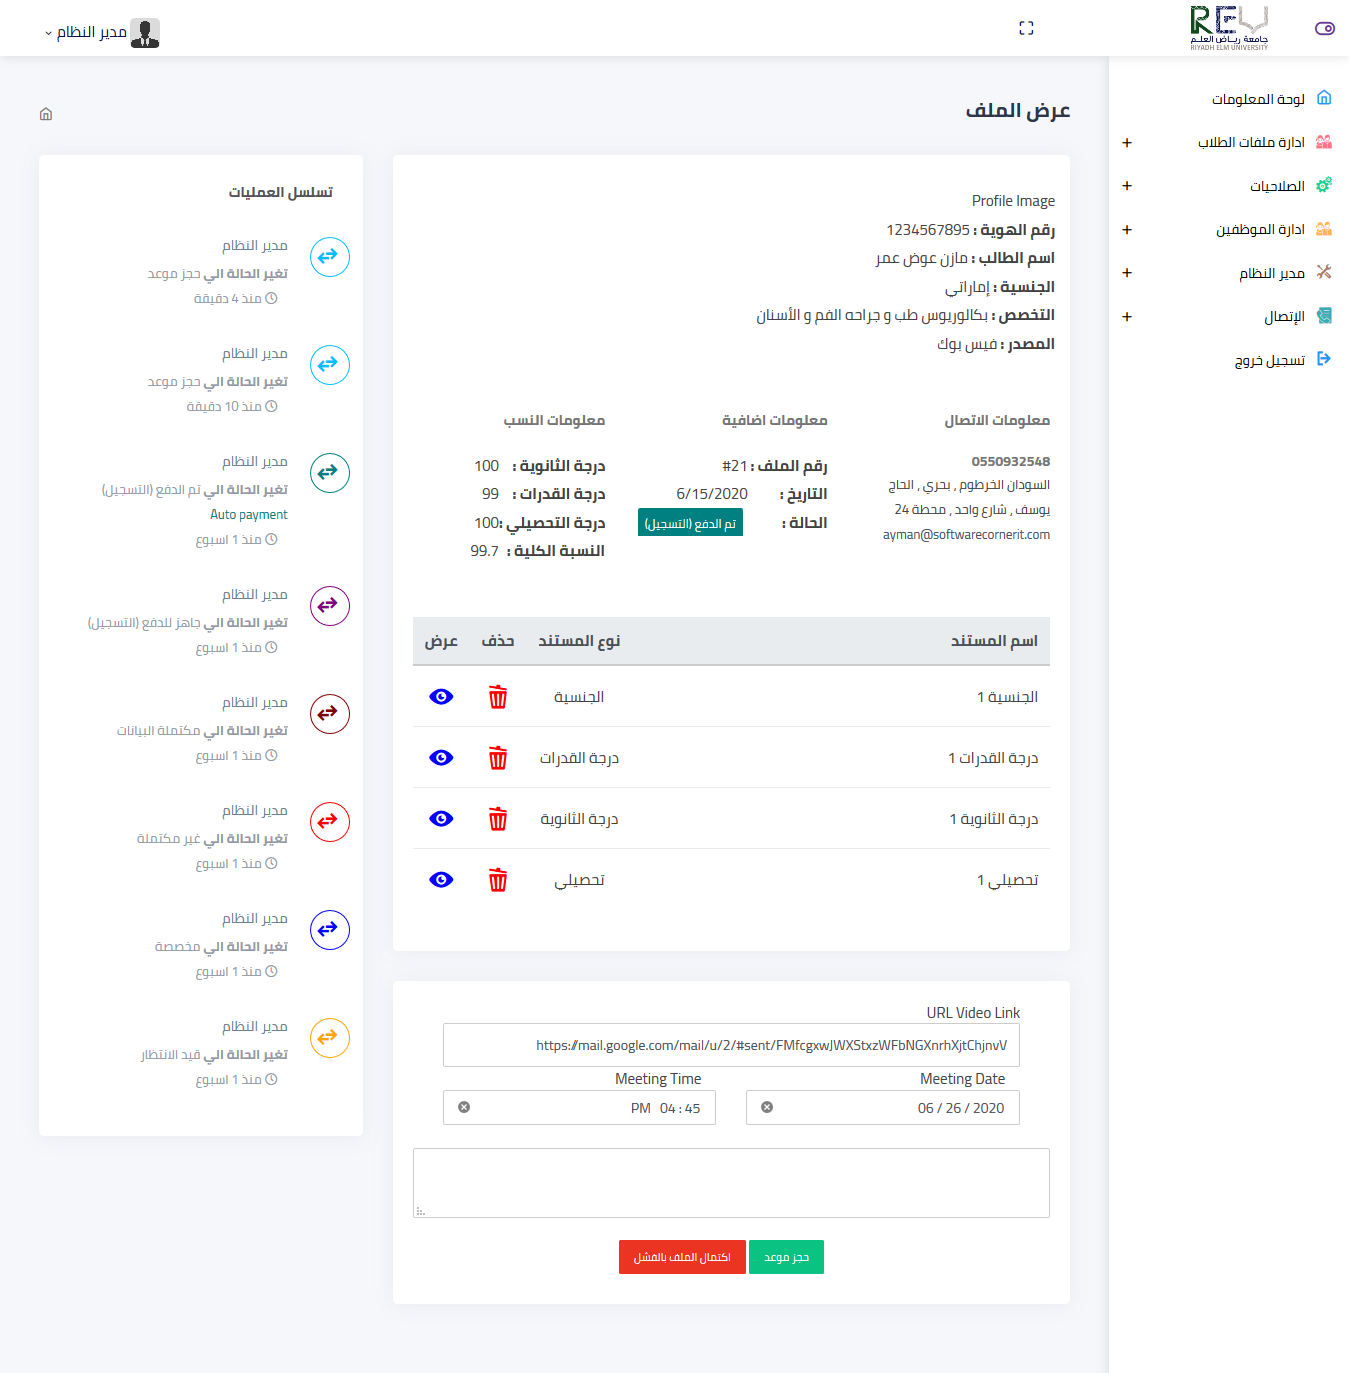 جامعة رياض العلم
RIYADH ELM UNIVERSITY
مدير النظام
لوحة المعلومات
ادارة ملفات الطلاب
الصلاحيات
ادارة الموظفين
مدير النظام
الإتصال
تسجيل خروج
عرض الملف
Profile Image
رقم الهوية : 1234567895
اسم الطالب : مازن عوض عمر
الجنسية : إماراتي
التخصص : بكالوريوس طب و جراحه الفم و الأسنان
المصدر : فيس بوك
معلومات الاتصال
0550932548
السودان الخرطوم , بحري , الحاج
يوسف , شارع واحد , محطة 24
ayman@softwarecornerit.com
معلومات اضافية
رقم الملف : 21#
التاريخ : 6/15/2020
الحالة : تم الدفع (التسجيل)
معلومات النسب
درجة الثانوية : 100
درجة القدرات : 99
درجة التحصيلي :100
النسبة الكلية : 99.7
اسم المستند نوع المستند حذف عرض
الجنسية 1 الجنسية
درجة القدرات 1 درجة القدرات
درجة الثانوية 1 درجة الثانوية
تحصيلي 1 تحصيلي
URL Video Link
https://mail.google.com/mail/u/2/#sent/FMfcgxwJWXStxzWFbNGXnrhXjtChjnvV
Meeting Date
06 / 26 / 2020
Meeting Time
PM 04 : 45
حجز موعد
اكتمال الملف بالفشل
تسلسل العمليات
مدير النظام
تغير الحالة الي حجز موعد
منذ 4 دقيقة
مدير النظام
تغير الحالة الي حجز موعد
منذ 10 دقيقة
مدير النظام
تغير الحالة الي تم الدفع (التسجيل)
Auto payment
منذ 1 اسبوع
مدير النظام
تغير الحالة الي جاهز للدفع (التسجيل)
منذ 1 اسبوع
مدير النظام
تغير الحالة الي مكتملة البيانات
منذ 1 اسبوع
مدير النظام
تغير الحالة الي غير مكتملة
منذ 1 اسبوع
مدير النظام
تغير الحالة الي مخصصة
منذ 1 اسبوع
مدير النظام
تغير الحالة الي قيد الانتظار
منذ 1 اسبوع